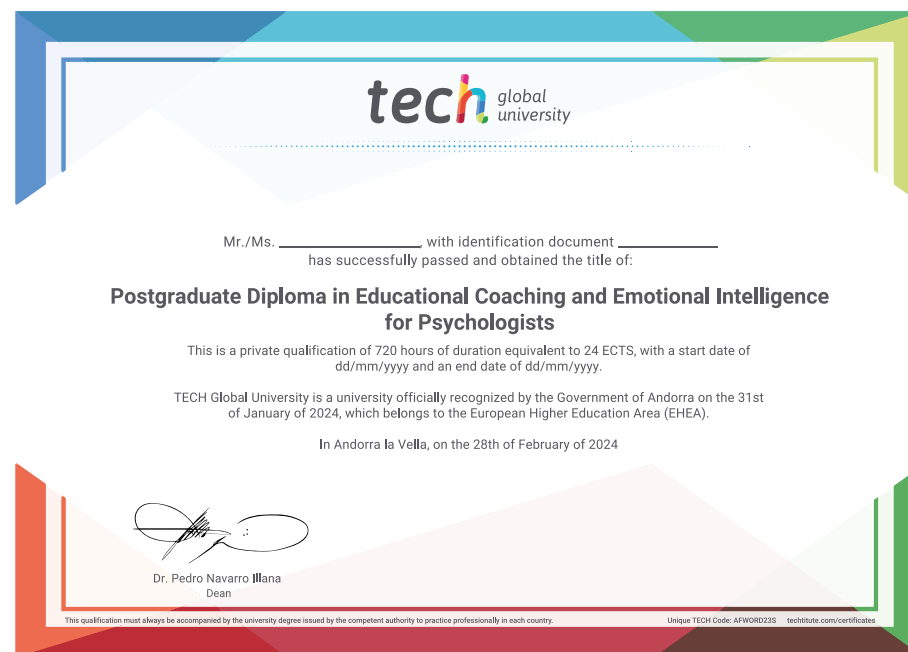 tech global university
Mr./Ms. ____________, with identification document ____________
has successfully passed and obtained the title of:
Postgraduate Diploma in Educational Coaching and Emotional Intelligence
for Psychologists
This is a private qualification of 720 hours of duration equivalent to 24 ECTS, with a start date of
dd/mm/yyyy and an end date of dd/mm/yyyy.
TECH Global University is a university officially recognized by the Government of Andorra on the 31st
of January of 2024, which belongs to the European Higher Education Area (EHEA).
In Andorra la Vella, on the 28th of February of 2024
Dr. Pedro Navarro Illana
Dean
This qualification must always be accompanied by the university degree issued by the competent authority to practice professionally in each country.
Unique TECH Code: AFWORD23S techtitute.com/certificates